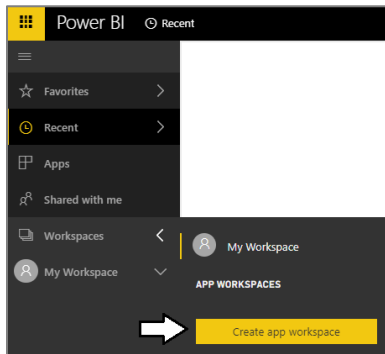 Power BI Recent
Favorites
Recent
Apps
Shared with me
Workspaces
My Workspace
My Workspace
APP WORKSPACES
Create app workspace